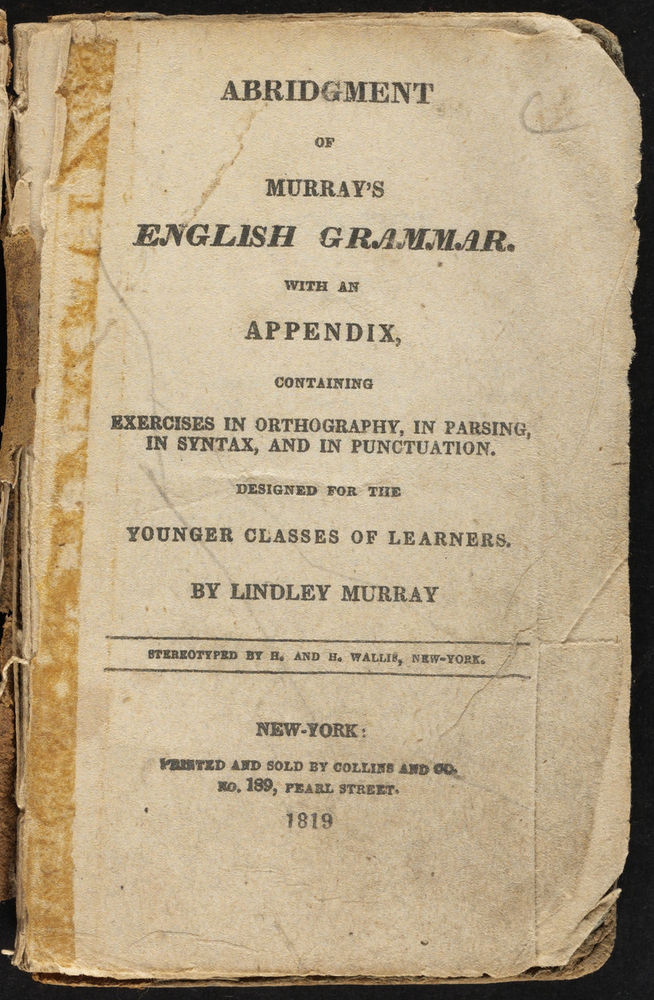 ABRIDGMENT
OF
MURRAY'S
ENGLISH GRAMMAR.
WITH AN
APPENDIX,
CONTAINING
EXERCISES IN ORTHOGRAPHY, IN PARSING,
IN SYNTAX, AND IN PUNCTUATION.
DESIGNED FOR THE
YOUNGER CLASSES OF LEARNERS.
BY LINDLEY MURRAY
STEREOTYPED BY H. AND H. WALLIS, NEW-YORK.
NEW-YORK:
PRINTED AND SOLD BY COLLINS AND CO.
NO. 189, PEARL STREET.
1819